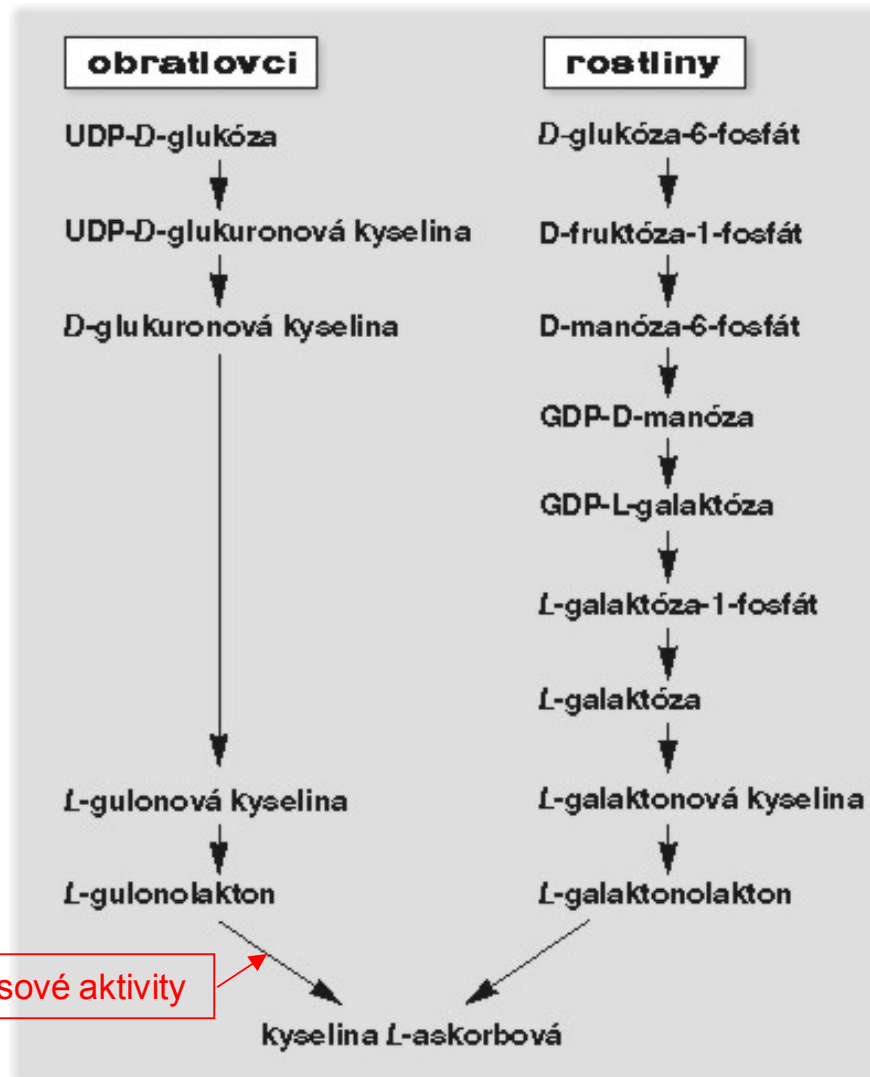 obratlovci
UDP-D-glukóza
UDP-D-glukuronová kyselina
D-glukuronová kyselina
L-gulonová kyselina
L-gulonolakton
rostliny
D-glukóza-6-fosfát
D-fruktóza-1-fosfát
D-manóza-6-fosfát
GDP-D-manóza
GDP-L-galaktóza
L-galaktóza-1-fosfát
L-galaktóza
L-galaktonová kyselina
L-galaktonolakton
sové aktivity
kyselina L-askorbová